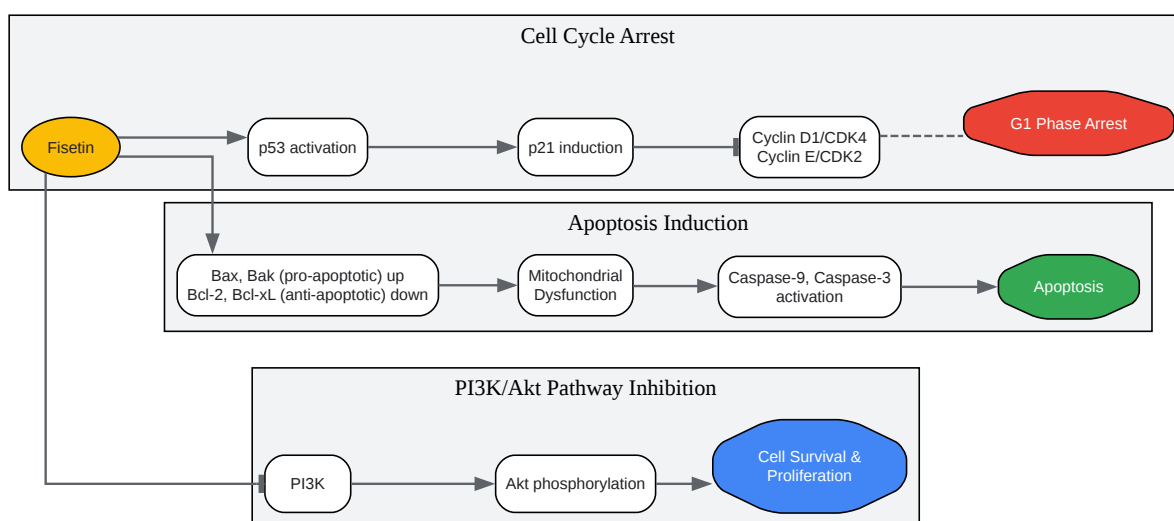 Cell Cycle Arrest
Fisetin
p53 activation
p21 induction
Cyclin D1/CDK4
Cyclin E/CDK2
G1 Phase Arrest
Apoptosis Induction
Bax, Bak (pro-apoptotic) up
Bcl-2, Bcl-xL (anti-apoptotic) down
Mitochondrial
Dysfunction
Caspase-9, Caspase-3
activation
Apoptosis
PI3K/Akt Pathway Inhibition
PI3K
Akt phosphorylation
Cell Survival &
Proliferation